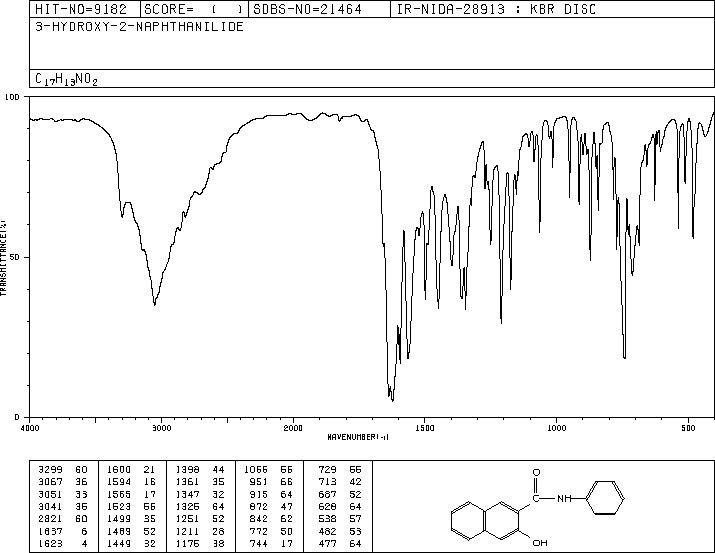 HIT-NO=9182 SCORE= ( ) SDBS-NO=21464 IR-NIDA-28913 : KBR DISC
3-HYDROXY-2-NAPHTHANILIDE
C17H13NO2
100
50
0
TRANSMITTANCE(%)
4000 3000 2000 1500 1000 500
WAVENUMBER(-1)
3299 60 1600 21 1398 44 1066 66 729 55
3067 36 1594 16 1361 35 951 66 713 42
3051 33 1566 17 1347 32 915 64 687 52
3041 35 1523 55 1325 64 872 47 628 64
2821 60 1499 35 1251 52 842 62 538 57
1637 6 1489 52 1211 28 772 50 482 53
1623 4 1449 32 1175 38 744 17 477 64
O
C
NH
OH